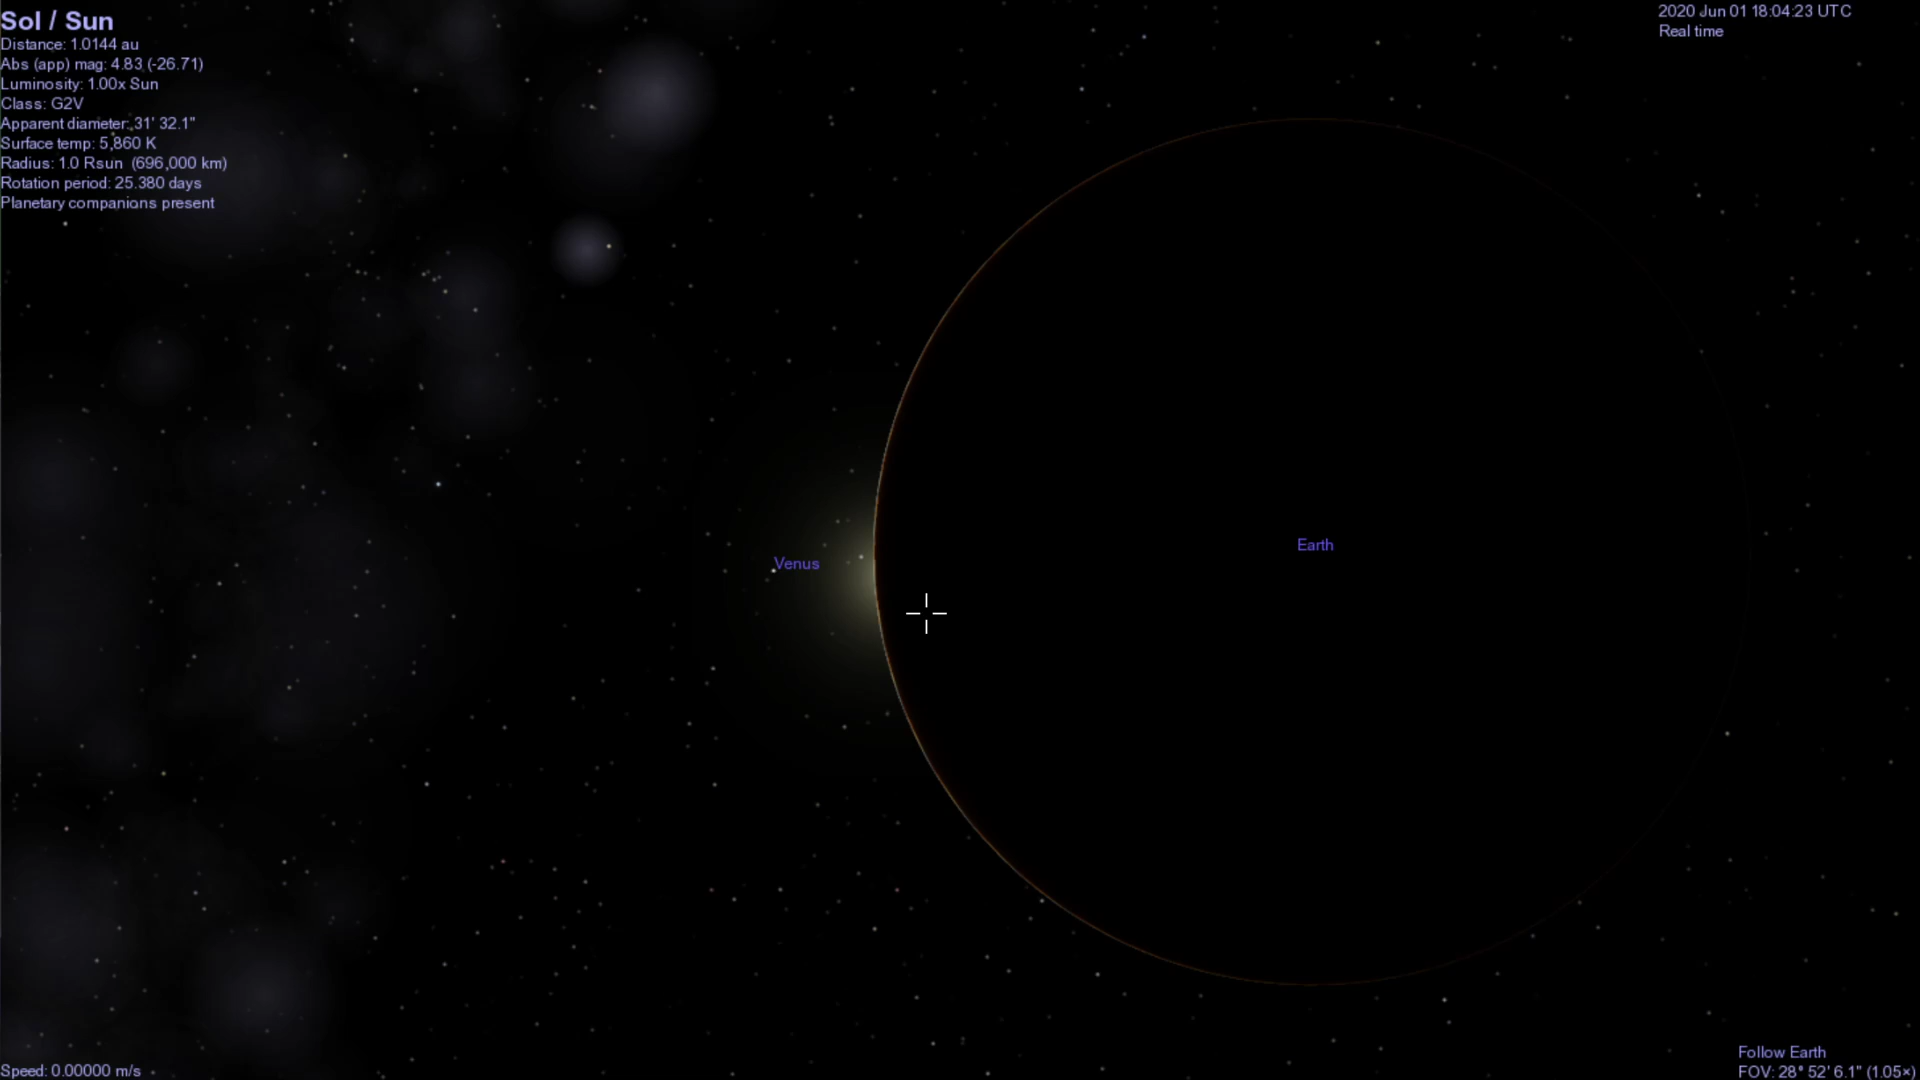 Sol / Sun
Distance: 1.0144 au
Abs (app) mag: 4.83 (-26.71)
Luminosity: 1.00x Sun
Class: G2V
Apparent diameter: 31' 32.1"
Surface temp: 5,860 K
Radius: 1.0 Rsun (696,000 km)
Rotation period: 25.380 days
Planetary companions present
2020 Jun 01 18:04:23 UTC
Real time
Earth
Venus
Speed: 0.00000 m/s
Follow Earth
FOV: 28° 52' 6.1" (1.05×)